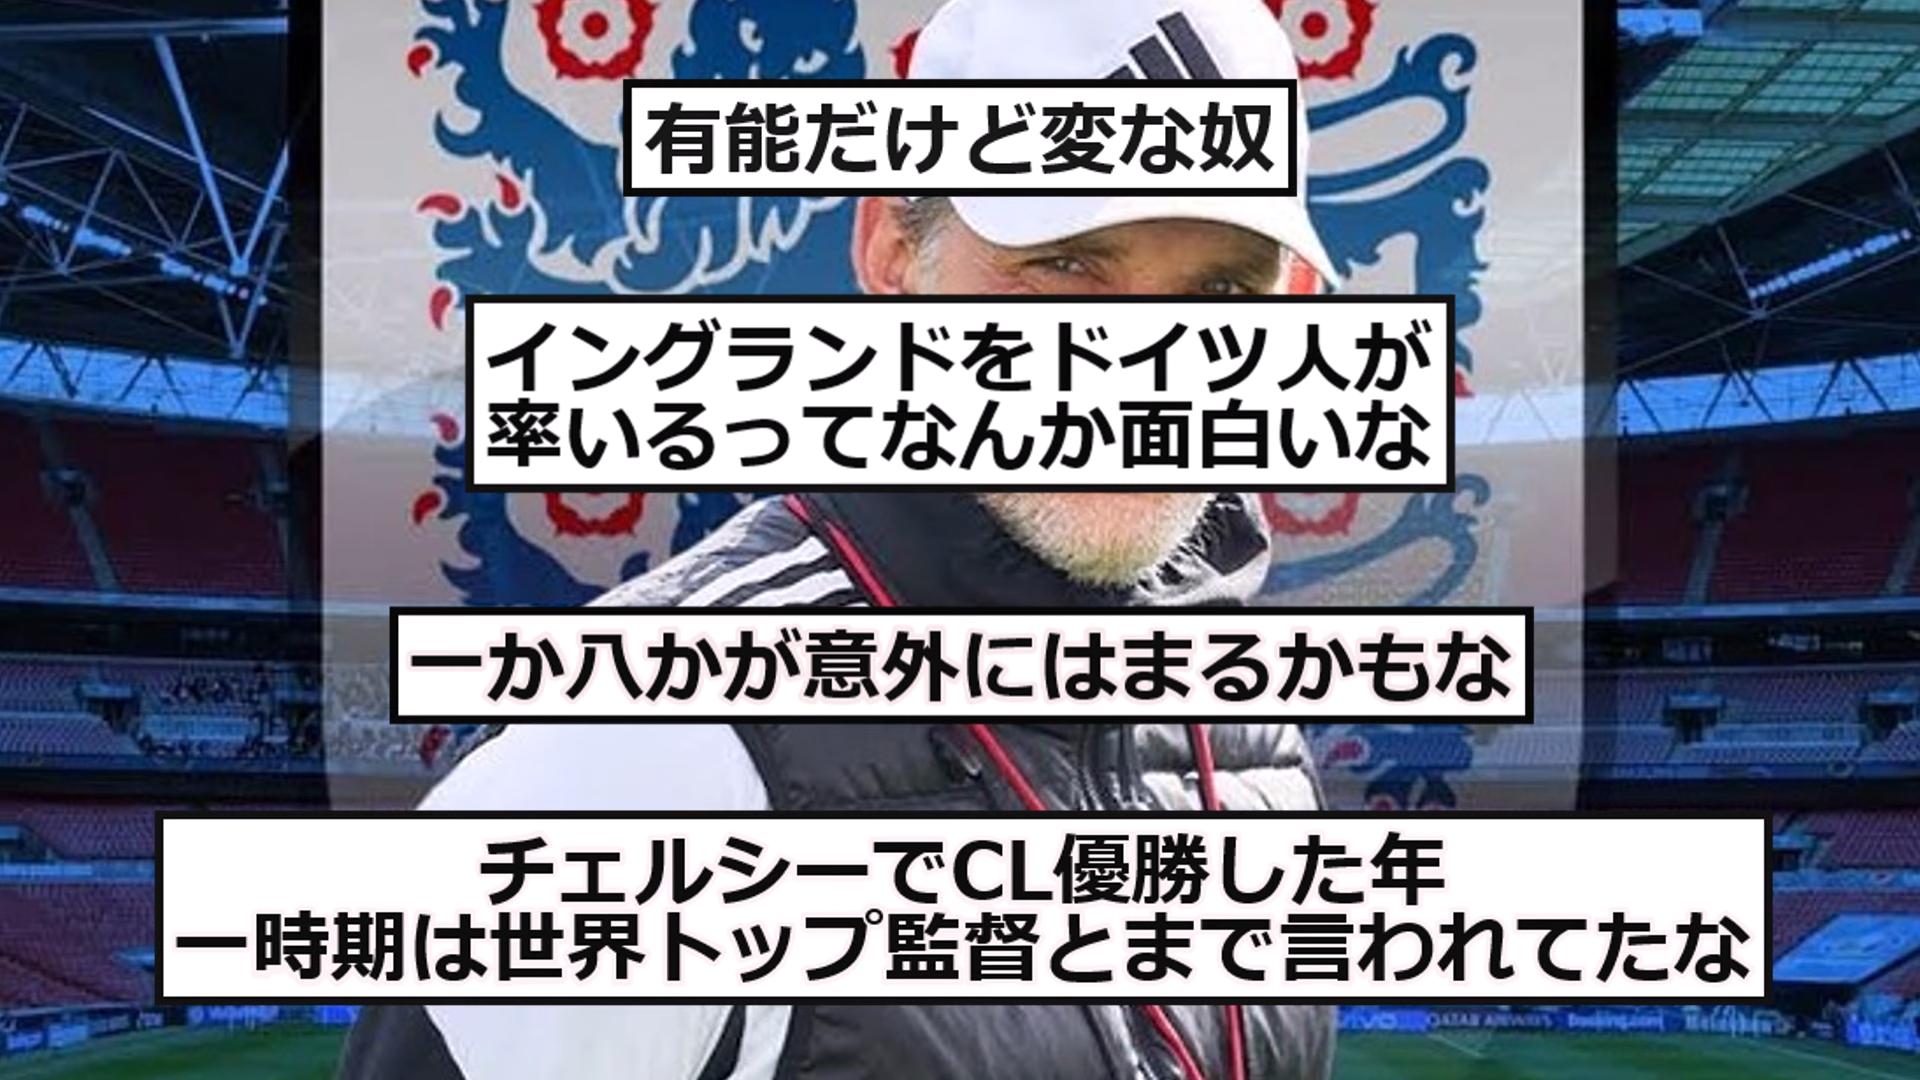 有能だけど変な奴
イングランドをドイツ人が
率いるってなんか面白いな
一か八かが意外にはまるかもな
チェルシーでCL優勝した年
一時期は世界トップ監督とまで言われてたな
QATAR AIRWAYS
booking.com